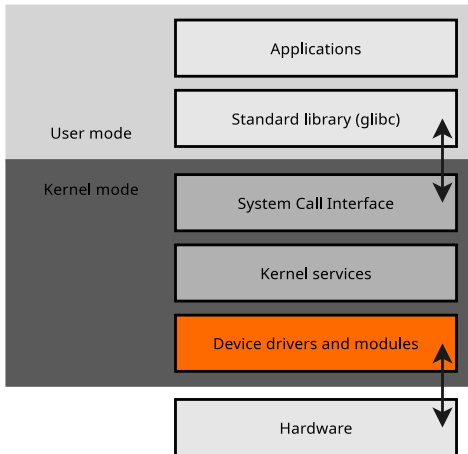 Applications
Standard library (glibc)
User mode
Kernel mode
System Call Interface
Kernel services
Device drivers and modules
Hardware